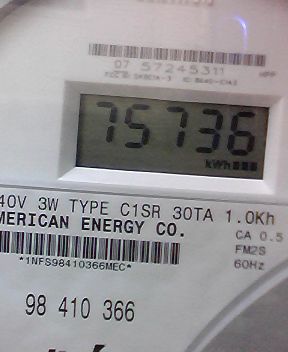 07 57245311
75736
kWh
40V 3W TYPE C1SR 30TA 1.0Kh
MERICAN ENERGY CO.
CA 0.5
FM2S
*1NFS98410366MEC*
60Hz
98 410 366